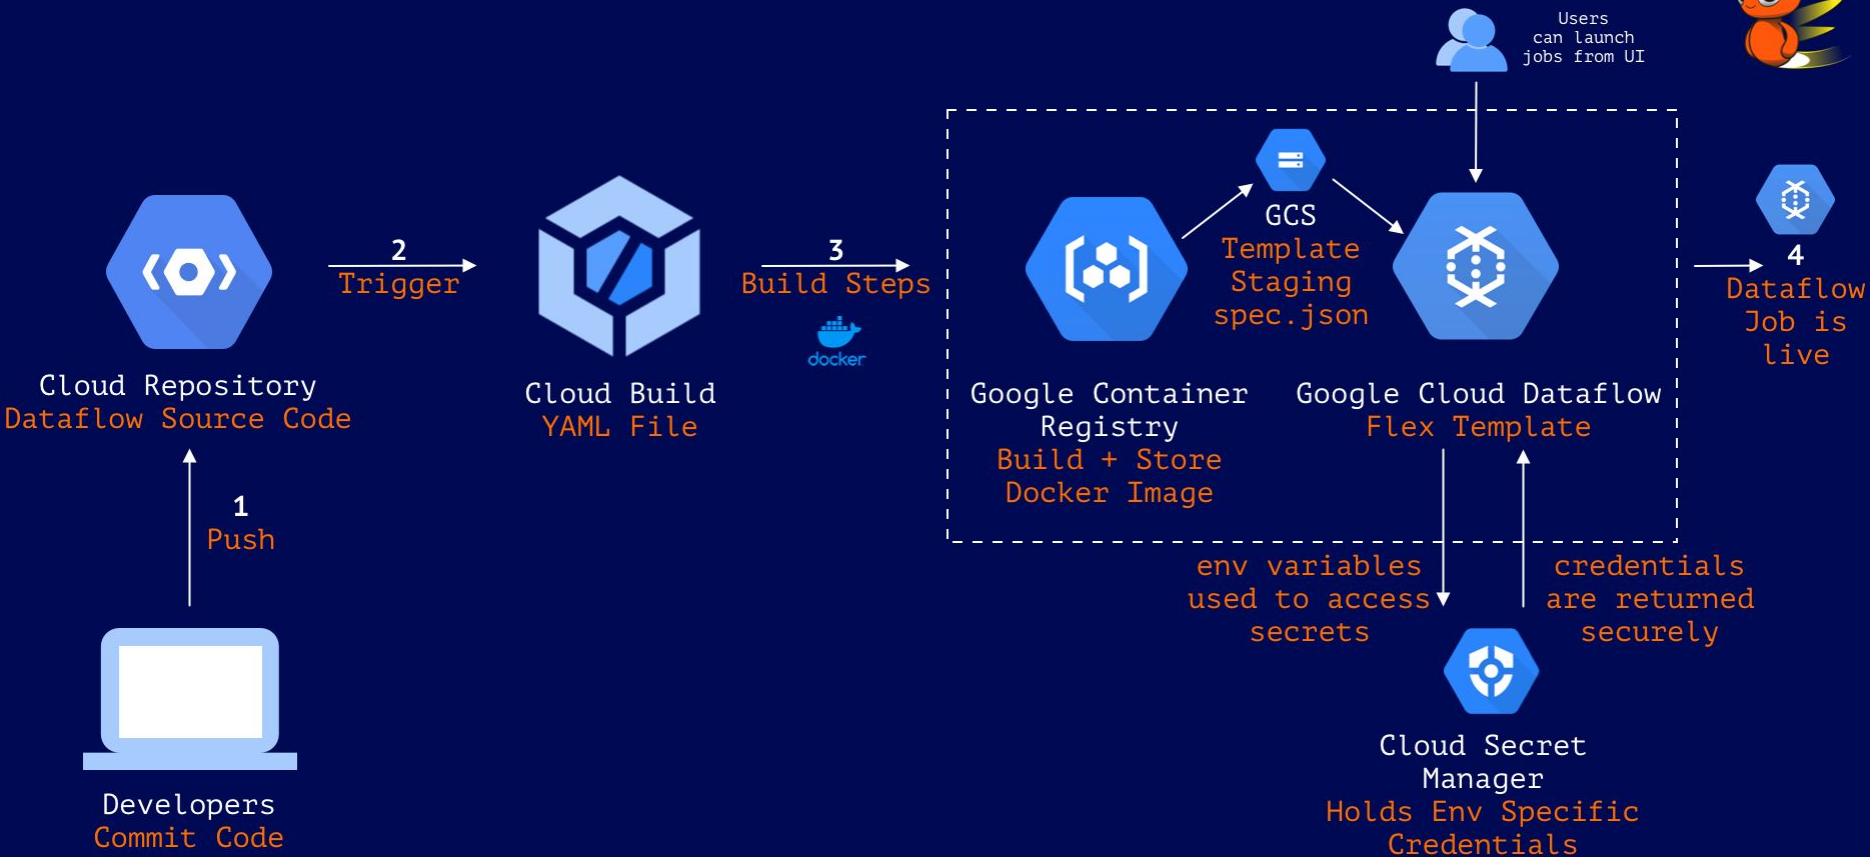 Users
can launch
jobs from UI
2
Trigger
3
Build Steps
docker
GCS
Template
Staging
spec.json
4
Dataflow
Job is
live
Cloud Repository
Dataflow Source Code
Cloud Build
YAML File
Google Container
Registry
Build + Store
Docker Image
Google Cloud Dataflow
Flex Template
1
Push
env variables
used to access
secrets
credentials
are returned
securely
Developers
Commit Code
Cloud Secret
Manager
Holds Env Specific
Credentials